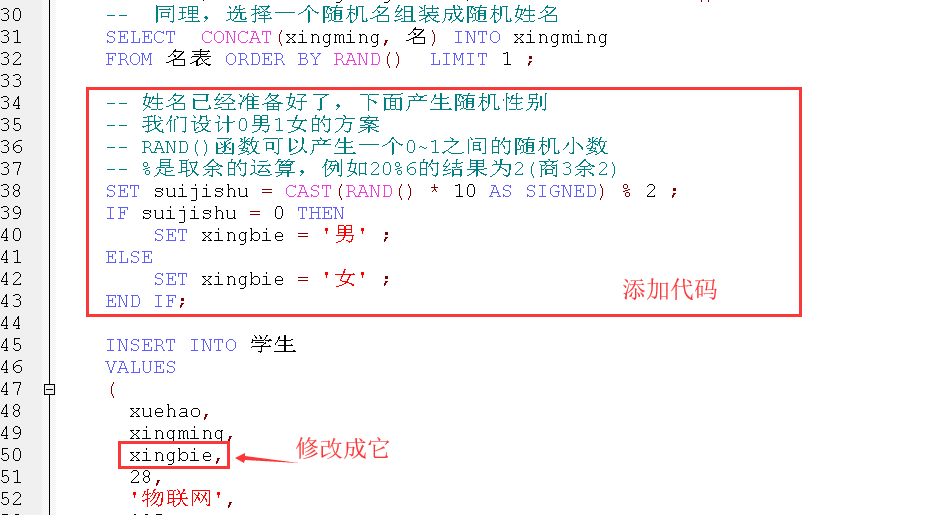 30 -- 同理，选择一个随机名组装成随机姓名
31 SELECT  CONCAT(xingming, 名) INTO xingming
32 FROM 名表 ORDER BY RAND()  LIMIT 1 ;
33
34 -- 姓名已经准备好了，下面产生随机性别
35 -- 我们设计0男1女的方案
36 -- RAND()函数可以产生一个0~1之间的随机小数
37 -- %是取余的运算，例如20%6的结果为2(商3余2)
38 SET suijishu = CAST(RAND() * 10 AS SIGNED) % 2 ;
39 IF suijishu = 0 THEN
40     SET xingbie = '男' ;
41 ELSE
42     SET xingbie = '女' ;
43 END IF;
添加代码
44
45 INSERT INTO 学生
46 VALUES
47 (
48   xuehao,
49   xingming,
50   xingbie,
修改成它
51   28,
52   '物联网',